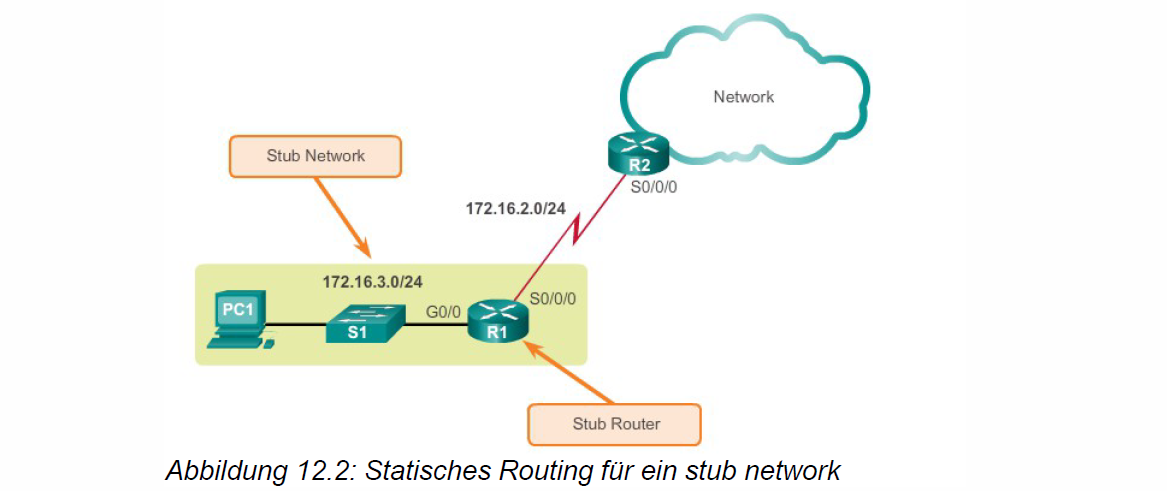 Network
Stub Network
R2
S0/0/0
172.16.2.0/24
172.16.3.0/24
PC1
S1
G0/0
R1
S0/0/0
Stub Router
Abbildung 12.2: Statisches Routing für ein stub network